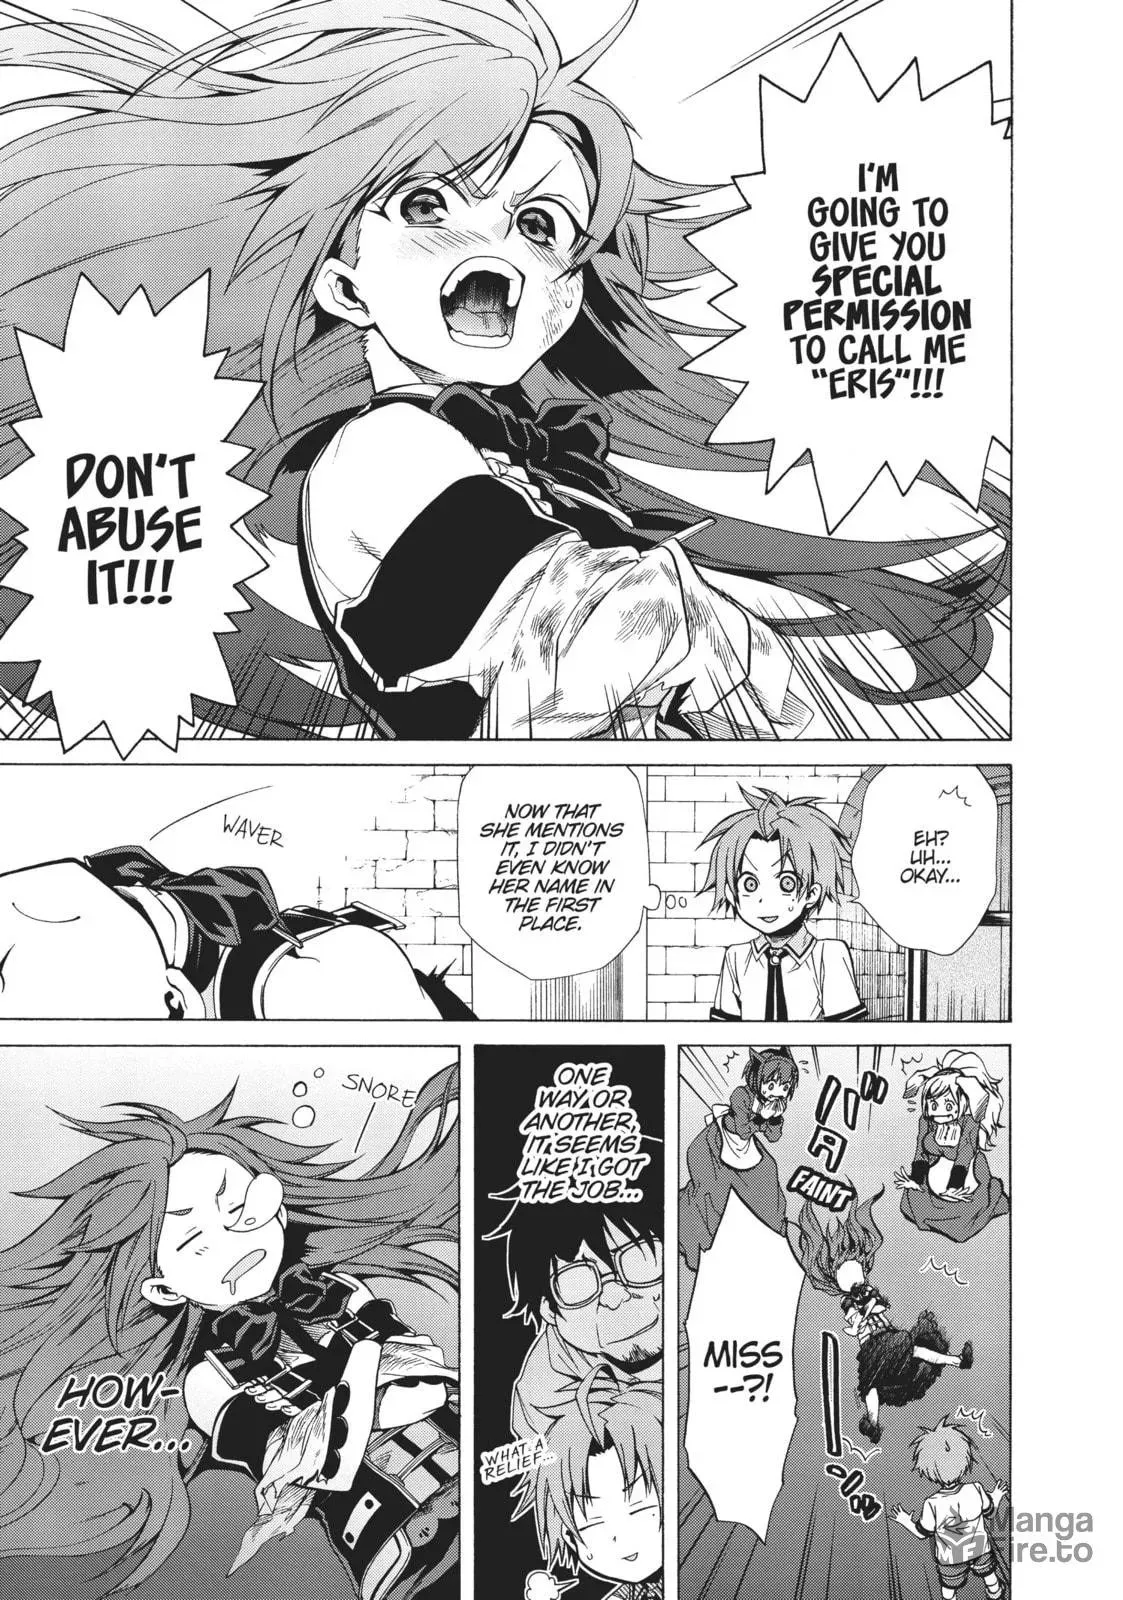 I'M
GOING TO
GIVE YOU
SPECIAL
PERMISSION
TO CALL ME
"ERIS"!!!
DON'T
ABUSE
IT!!!
EH?
UH...
OKAY...
NOW THAT
SHE MENTIONS
IT, I DIDN'T
EVEN KNOW
HER NAME IN
THE FIRST
PLACE.
WAVER
FAINT
MISS
--?!
ONE
WAY OR
ANOTHER,
IT SEEMS
LIKE I GOT
THE JOB...
WHAT A
RELIEF...
SNORE
HOW-
EVER...
Manga
Fire.to